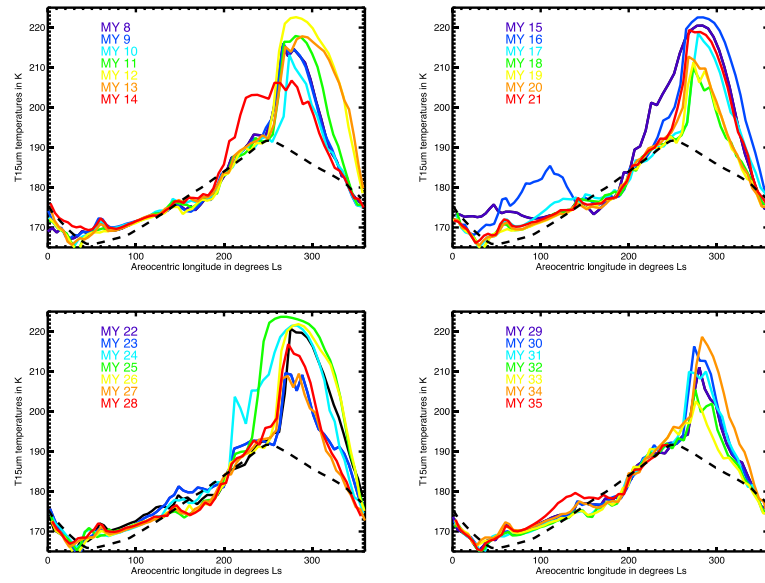 T15um temperatures in K
220
210
200
190
180
170
MY 8
MY 9
MY 10
MY 11
MY 12
MY 13
MY 14
0 100 200 300
Areocentric longitude in degrees Ls
T15um temperatures in K
220
210
200
190
180
170
MY 15
MY 16
MY 17
MY 18
MY 19
MY 20
MY 21
0 100 200 300
Areocentric longitude in degrees Ls
T15um temperatures in K
220
210
200
190
180
170
MY 22
MY 23
MY 24
MY 25
MY 26
MY 27
MY 28
0 100 200 300
Areocentric longitude in degrees Ls
T15um temperatures in K
220
210
200
190
180
170
MY 29
MY 30
MY 31
MY 32
MY 33
MY 34
MY 35
0 100 200 300
Areocentric longitude in degrees Ls